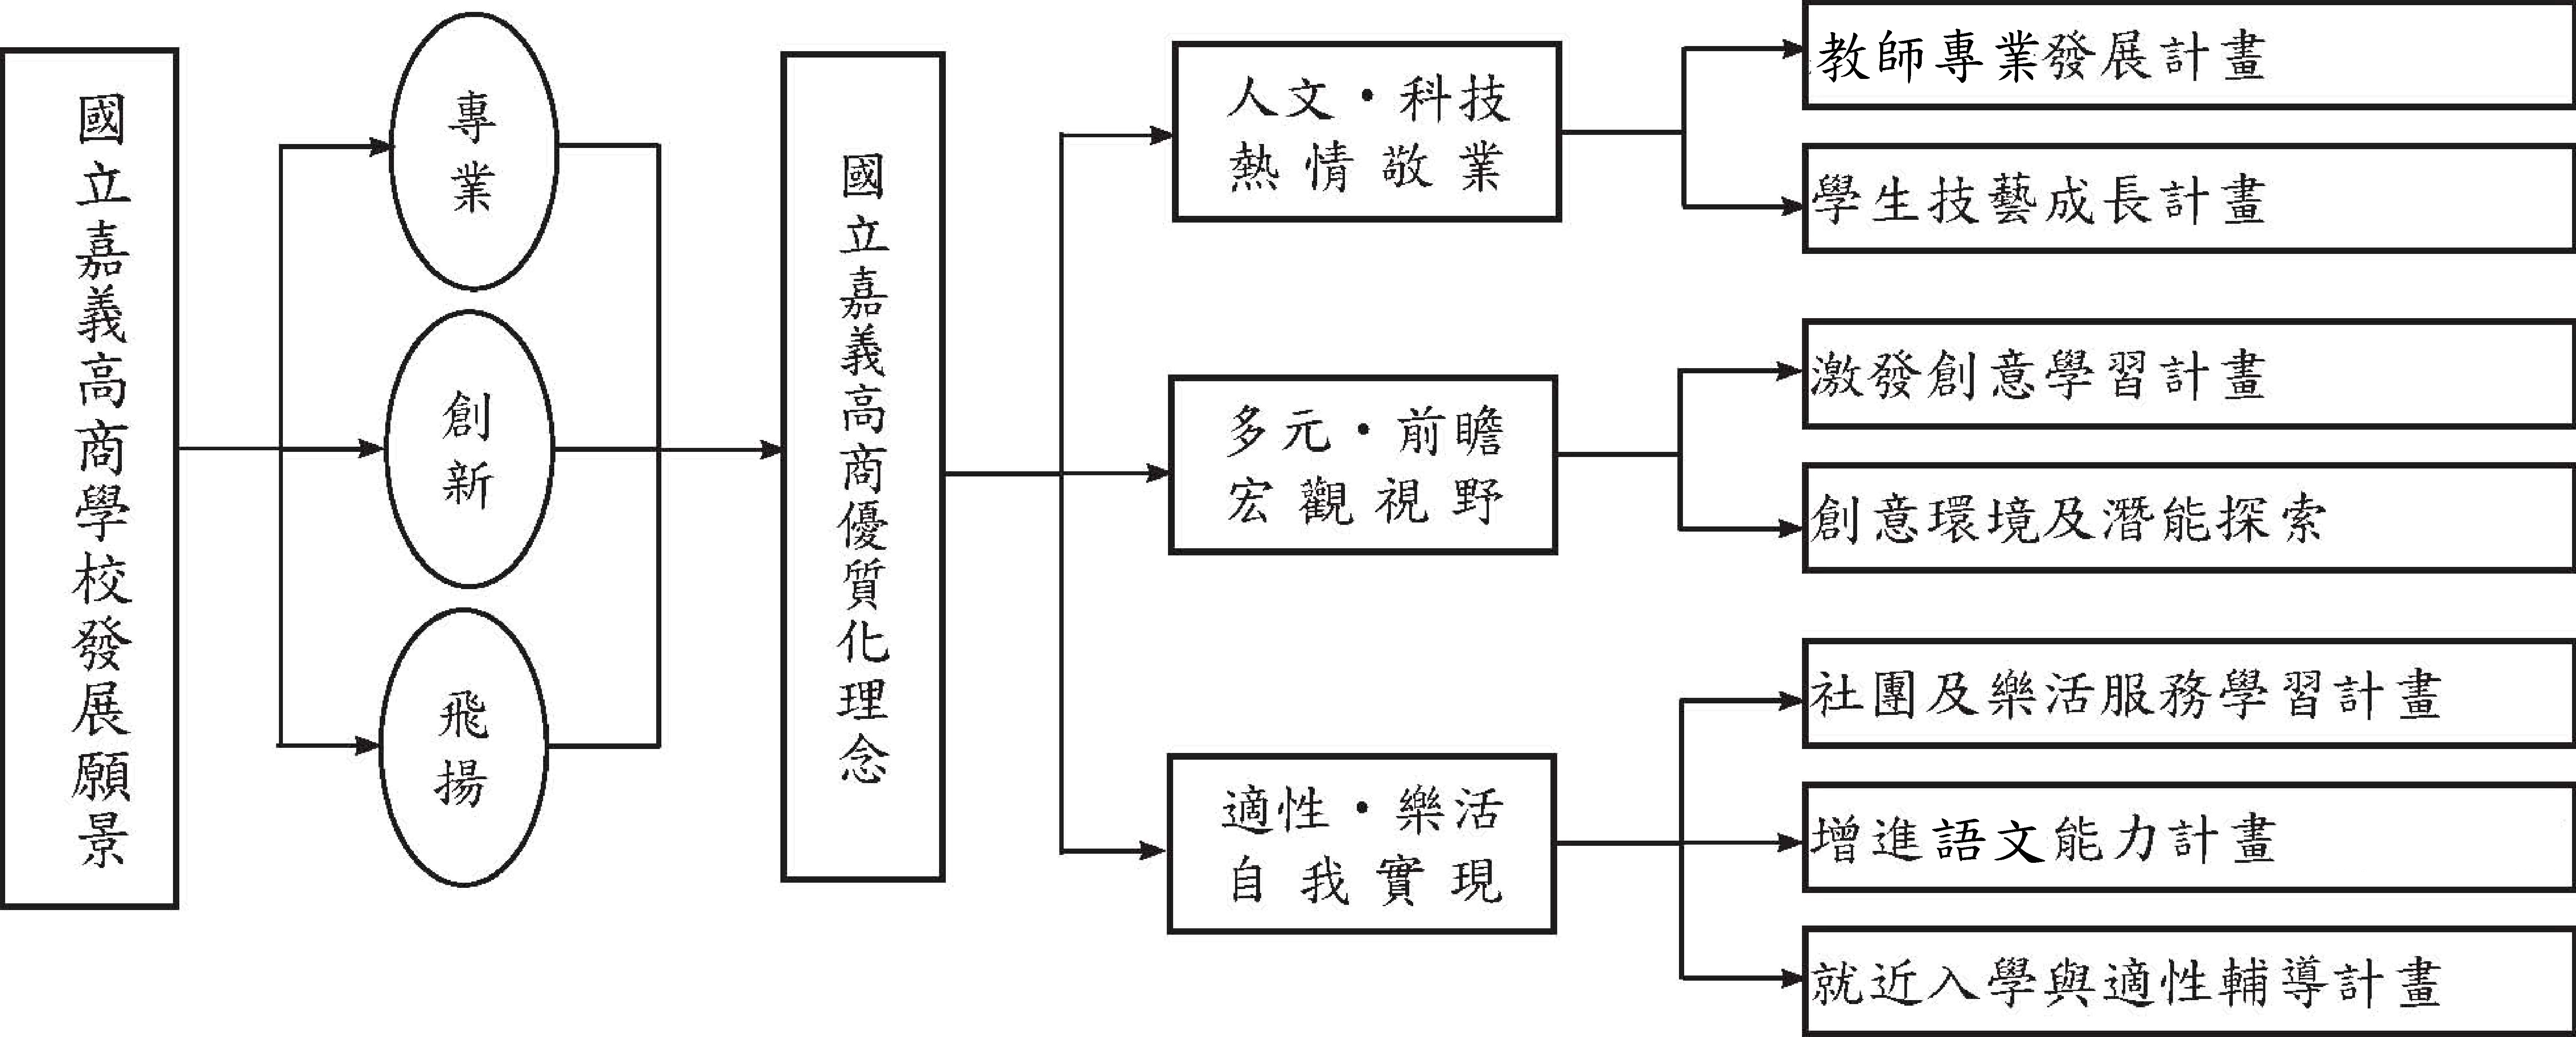 國立嘉義高商學校發展願景
專業
創新
飛揚
國立嘉義高商優質化理念
人文·科技
熱情敬業
多元·前瞻
宏觀視野
適性·樂活
自我實現
教師專業發展計畫
學生技藝成長計畫
激發創意學習計畫
創意環境及潛能探索
社團及樂活服務學習計畫
增進語文能力計畫
就近入學與適性輔導計畫